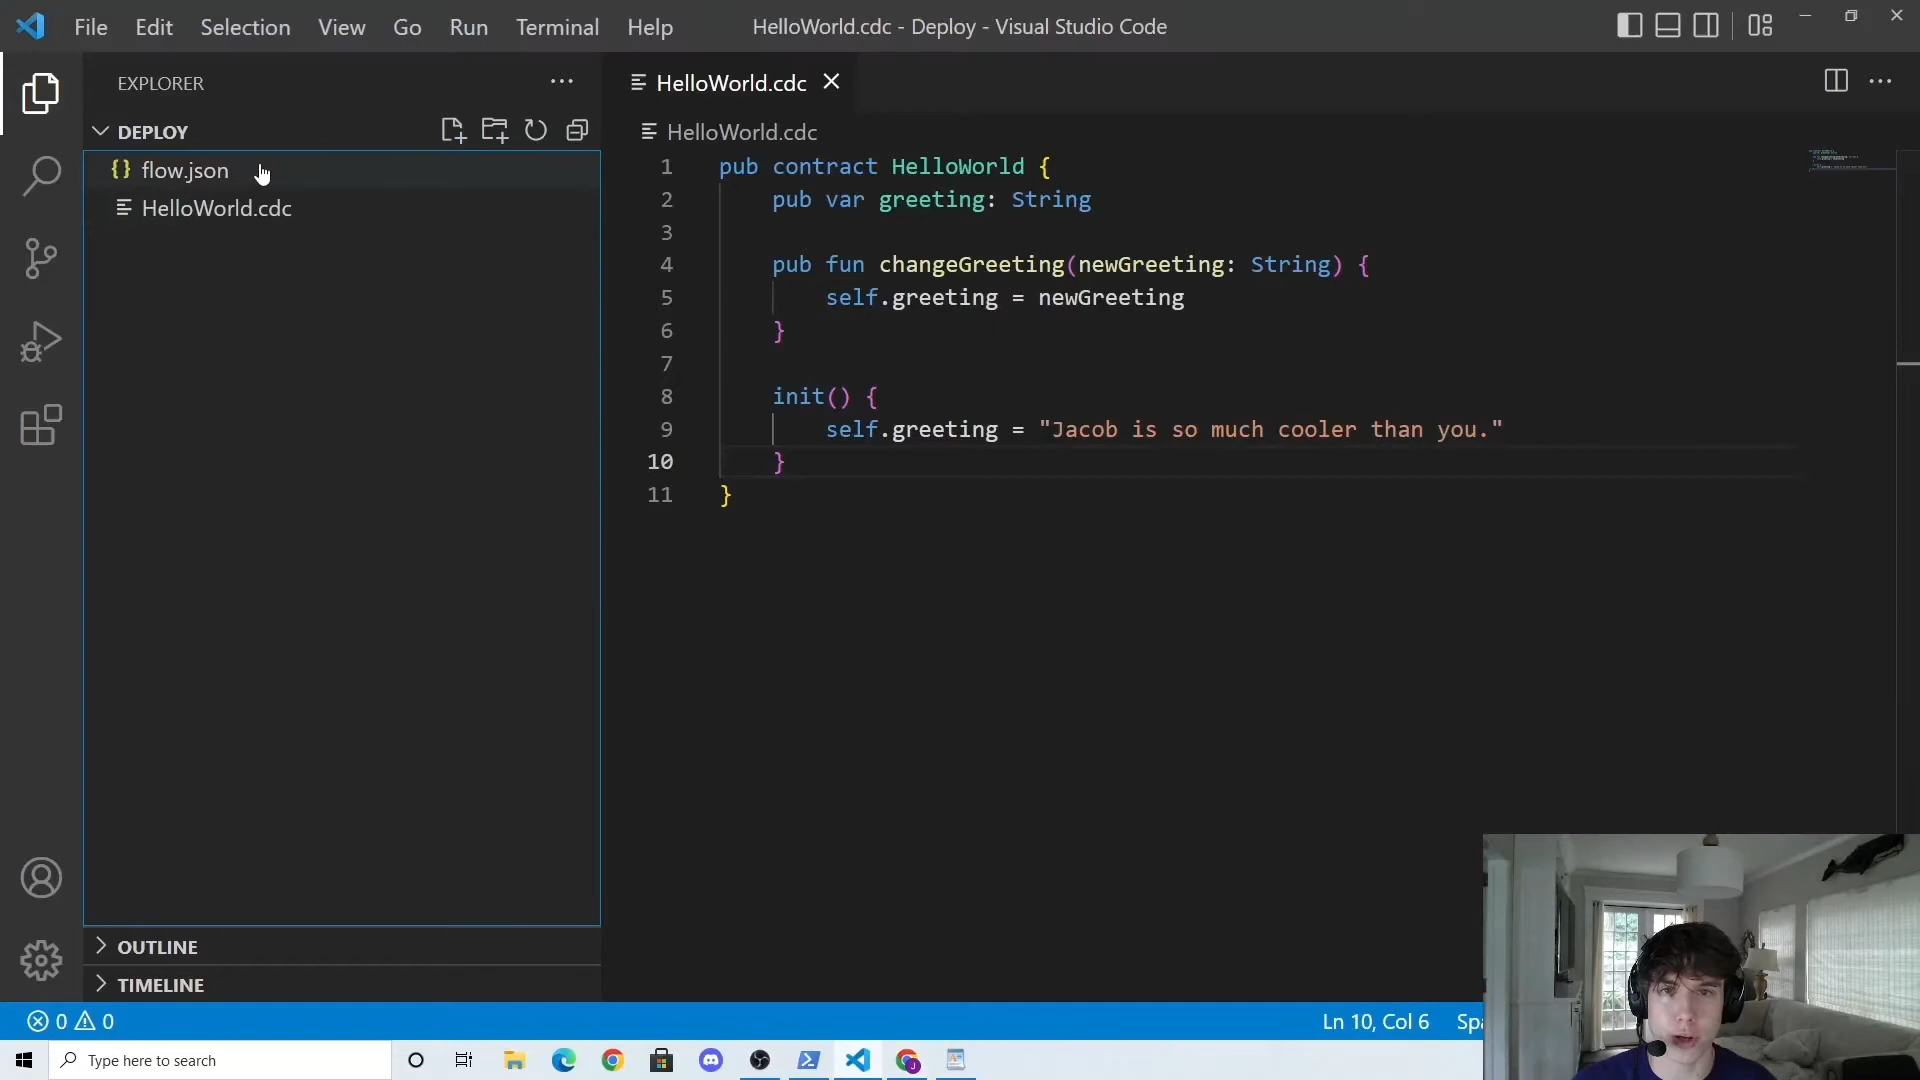 File Edit Selection View Go Run Terminal Help HelloWorld.cdc - Deploy - Visual Studio Code
EXPLORER
DEPLOY
flow.json
HelloWorld.cdc
OUTLINE
TIMELINE
HelloWorld.cdc
HelloWorld.cdc
1 pub contract HelloWorld {
2 pub var greeting: String
3
4 pub fun changeGreeting(newGreeting: String) {
5 self.greeting = newGreeting
6 }
7
8 init() {
9 self.greeting = "Jacob is so much cooler than you."
10 }
11 }
0 0 Ln 10, Col 6 Spa
Type here to search